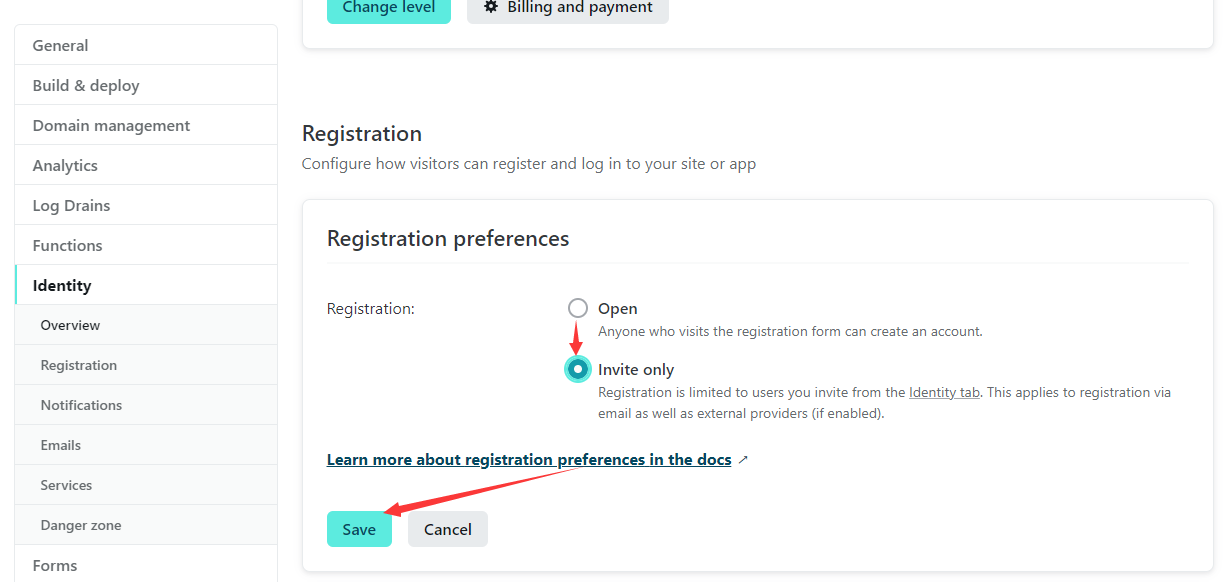 Change level
Billing and payment
General
Build & deploy
Domain management
Analytics
Log Drains
Functions
Identity
Overview
Registration
Notifications
Emails
Services
Danger zone
Forms
Registration
Configure how visitors can register and log in to your site or app
Registration preferences
Registration:
Open
Anyone who visits the registration form can create an account.
Invite only
Registration is limited to users you invite from the Identity tab. This applies to registration via
email as well as external providers (if enabled).
Learn more about registration preferences in the docs ↗
Save
Cancel